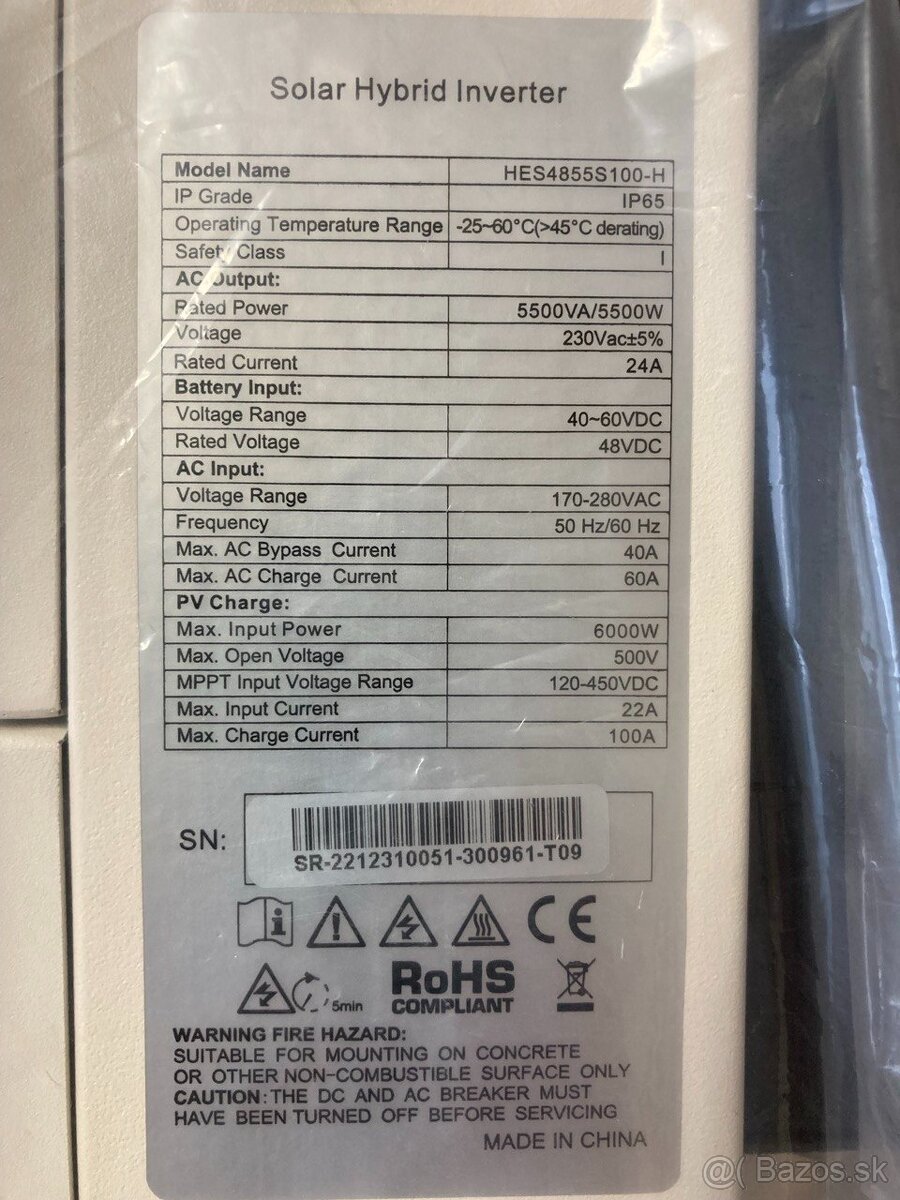 Solar Hybrid Inverter
Model Name HES4855S100-H
IP Grade IP65
Operating Temperature Range -25~60°C(>45°C derating)
Safety Class I
AC Output:
Rated Power 5500VA/5500W
Voltage 230Vac±5%
Rated Current 24A
Battery Input:
Voltage Range 40~60VDC
Rated Voltage 48VDC
AC Input:
Voltage Range 170-280VAC
Frequency 50 Hz/60 Hz
Max. AC Bypass Current 40A
Max. AC Charge Current 60A
PV Charge:
Max. Input Power 6000W
Max. Open Voltage 500V
MPPT Input Voltage Range 120-450VDC
Max. Input Current 22A
Max. Charge Current 100A
SN:
SR-2212310051-300961-T09
CE
5min
RoHS
COMPLIANT
WARNING FIRE HAZARD:
SUITABLE FOR MOUNTING ON CONCRETE
OR OTHER NON-COMBUSTIBLE SURFACE ONLY
CAUTION:THE DC AND AC BREAKER MUST
HAVE BEEN TURNED OFF BEFORE SERVICING
MADE IN CHINA
@( Bazos.sk